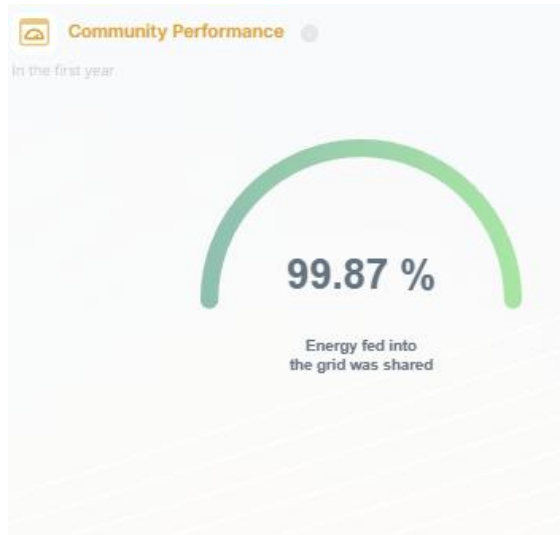 Community Performance
In the first year
99.87 %
Energy fed into
the grid was shared